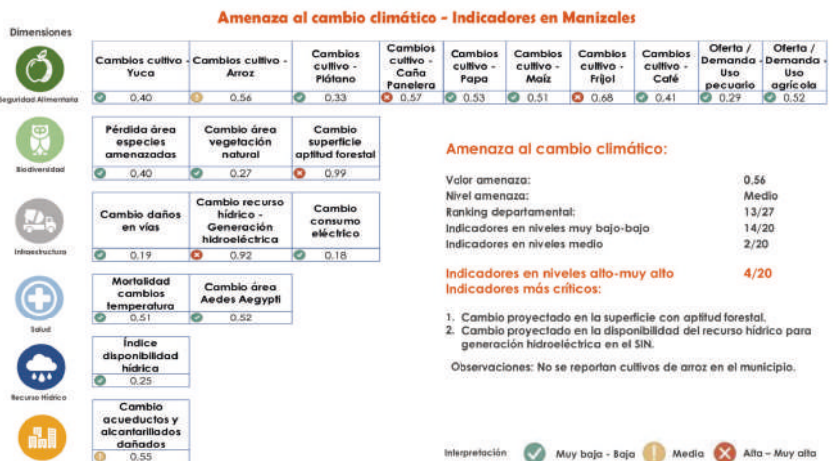 Amenaza al cambio climático - Indicadores en Manizales
Dimensiones
Seguridad Alimentaria
Cambios cultivo - Yuca
0,40
Cambios cultivo - Arroz
0,56
Cambios cultivo - Plátano
0,33
Cambios cultivo - Caña Panelera
0,57
Cambios cultivo - Papa
0,53
Cambios cultivo - Maíz
0,51
Cambios cultivo - Fríjol
0,68
Cambios cultivo - Café
0,41
Oferta / Demanda - Uso pecuario
0,29
Oferta / Demanda - Uso agrícola
0,52
Biodiversidad
Pérdida área especies amenazadas
0,40
Cambio área vegetación natural
0,27
Cambio superficie aptitud forestal
0,99
Infraestructura
Cambio daños en vías
0,19
Cambio recurso hídrico - Generación hidroeléctrica
0,92
Cambio consumo eléctrico
0,18
Salud
Mortalidad cambios temperatura
0,51
Cambio área Aedes Aegypti
0,52
Recurso Hídrico
Índice disponibilidad hídrica
0,25
Cambio acueductos y alcantarillados dañados
0,55
Amenaza al cambio climático:
Valor amenaza: 0,56
Nivel amenaza: Medio
Ranking departamental: 13/27
Indicadores en niveles muy bajo-bajo 14/20
Indicadores en niveles medio 2/20
Indicadores en niveles alto-muy alto 4/20
Indicadores más críticos:
1. Cambio proyectado en la superficie con aptitud forestal.
2. Cambio proyectado en la disponibilidad del recurso hídrico para
generación hidroeléctrica en el SIN.
Observaciones: No se reportan cultivos de arroz en el municipio.
Interpretación Muy baja - Baja Media Alta – Muy alta